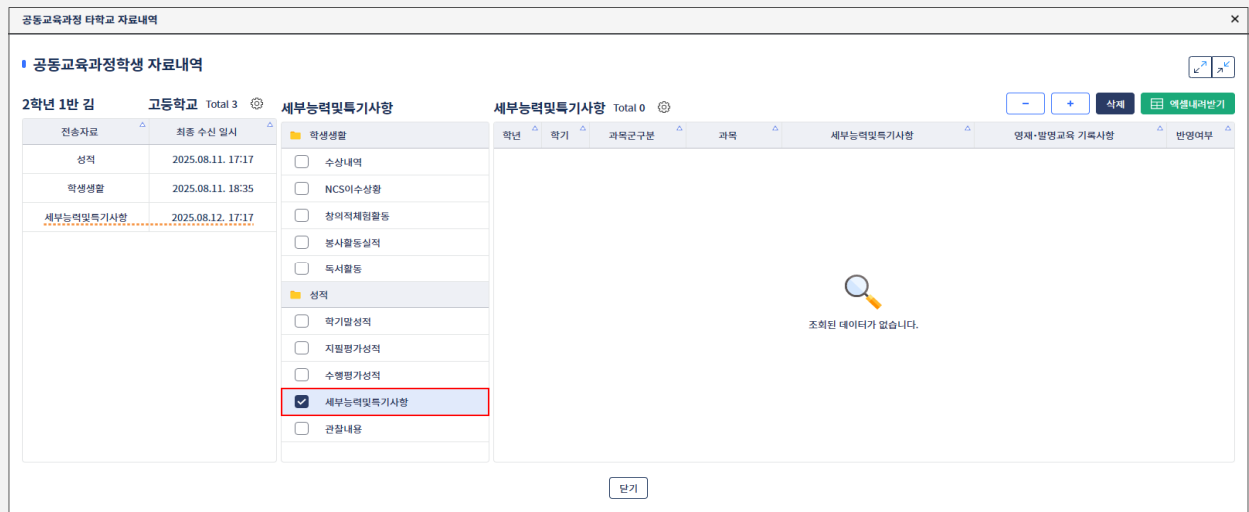 공동교육과정 타학교 자료내역 ×
공동교육과정학생 자료내역
2학년 1반 김 고등학교 Total 3
전송자료 최종 수신 일시
성적 2025.08.11. 17:17
학생생활 2025.08.11. 18:35
세부능력및특기사항 2025.08.12. 17:17
세부능력및특기사항
학생생활
수상내역
NCS이수상황
창의적체험활동
봉사활동실적
독서활동
성적
학기말성적
지필평가성적
수행평가성적
세부능력및특기사항
관찰내용
세부능력및특기사항 Total 0
- + 삭제 엑셀내려받기
학년 학기 과목군구분 과목 세부능력및특기사항 영재·발명교육 기록사항 반영여부
조회된 데이터가 없습니다.
닫기